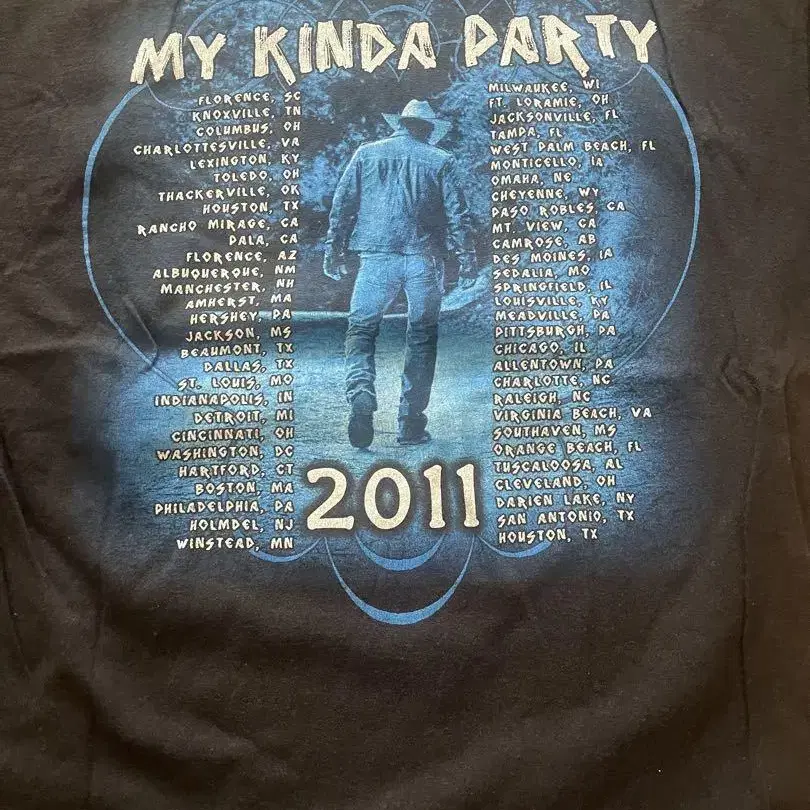 MY KINDA PARTY
FLORENCE, SC
KNOXVILLE, TN
COLUMBUS, OH
CHARLOTTESVILLE, VA
LEXINGTON, KY
TOLEDO, OH
THACKERVILLE, OK
HOUSTON, TX
RANCHO MIRAGE, CA
PALA, CA
FLORENCE, AZ
ALBUQUERQUE, NM
MANCHESTER, NH
AMHERST, MA
HERSHEY, PA
JACKSON, MS
BEAUMONT, TX
DALLAS, TX
ST. LOUIS, MO
INDIANAPOLIS, IN
DETROIT, MI
CINCINNATI, OH
WASHINGTON, DC
HARTFORD, CT
BOSTON, MA
PHILADELPHIA, PA
HOLMDEL, NJ
WINSTEAD, MN
MILWAUKEE, WI
FT. LORAMIE, OH
JACKSONVILLE, FL
TAMPA, FL
WEST PALM BEACH, FL
MONTICELLO, IA
OMAHA, NE
CHEYENNE, WY
PASO ROBLES, CA
MT. VIEW, CA
CAMROSE, AB
DES MOINES, IA
SEDALIA, MO
SPRINGFIELD, IL
LOUISVILLE, KY
MEADVILLE, PA
PITTSBURGH, PA
CHICAGO, IL
ALLENTOWN, PA
CHARLOTTE, NC
RALEIGH, NC
VIRGINIA BEACH, VA
SOUTHAVEN, MS
ORANGE BEACH, FL
TUSCALOOSA, AL
CLEVELAND, OH
DARIEN LAKE, NY
SAN ANTONIO, TX
HOUSTON, TX
2011